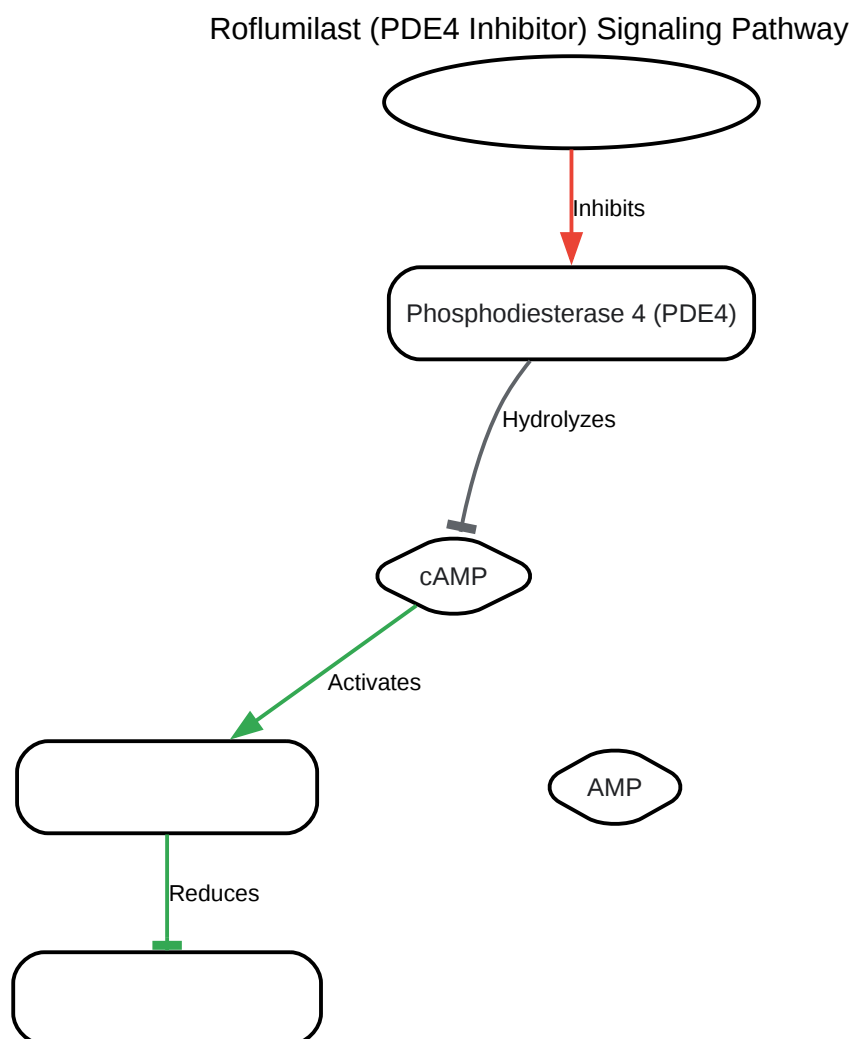 Roflumilast (PDE4 Inhibitor) Signaling Pathway
Inhibits
Phosphodiesterase 4 (PDE4)
Hydrolyzes
cAMP
Activates
AMP
Reduces